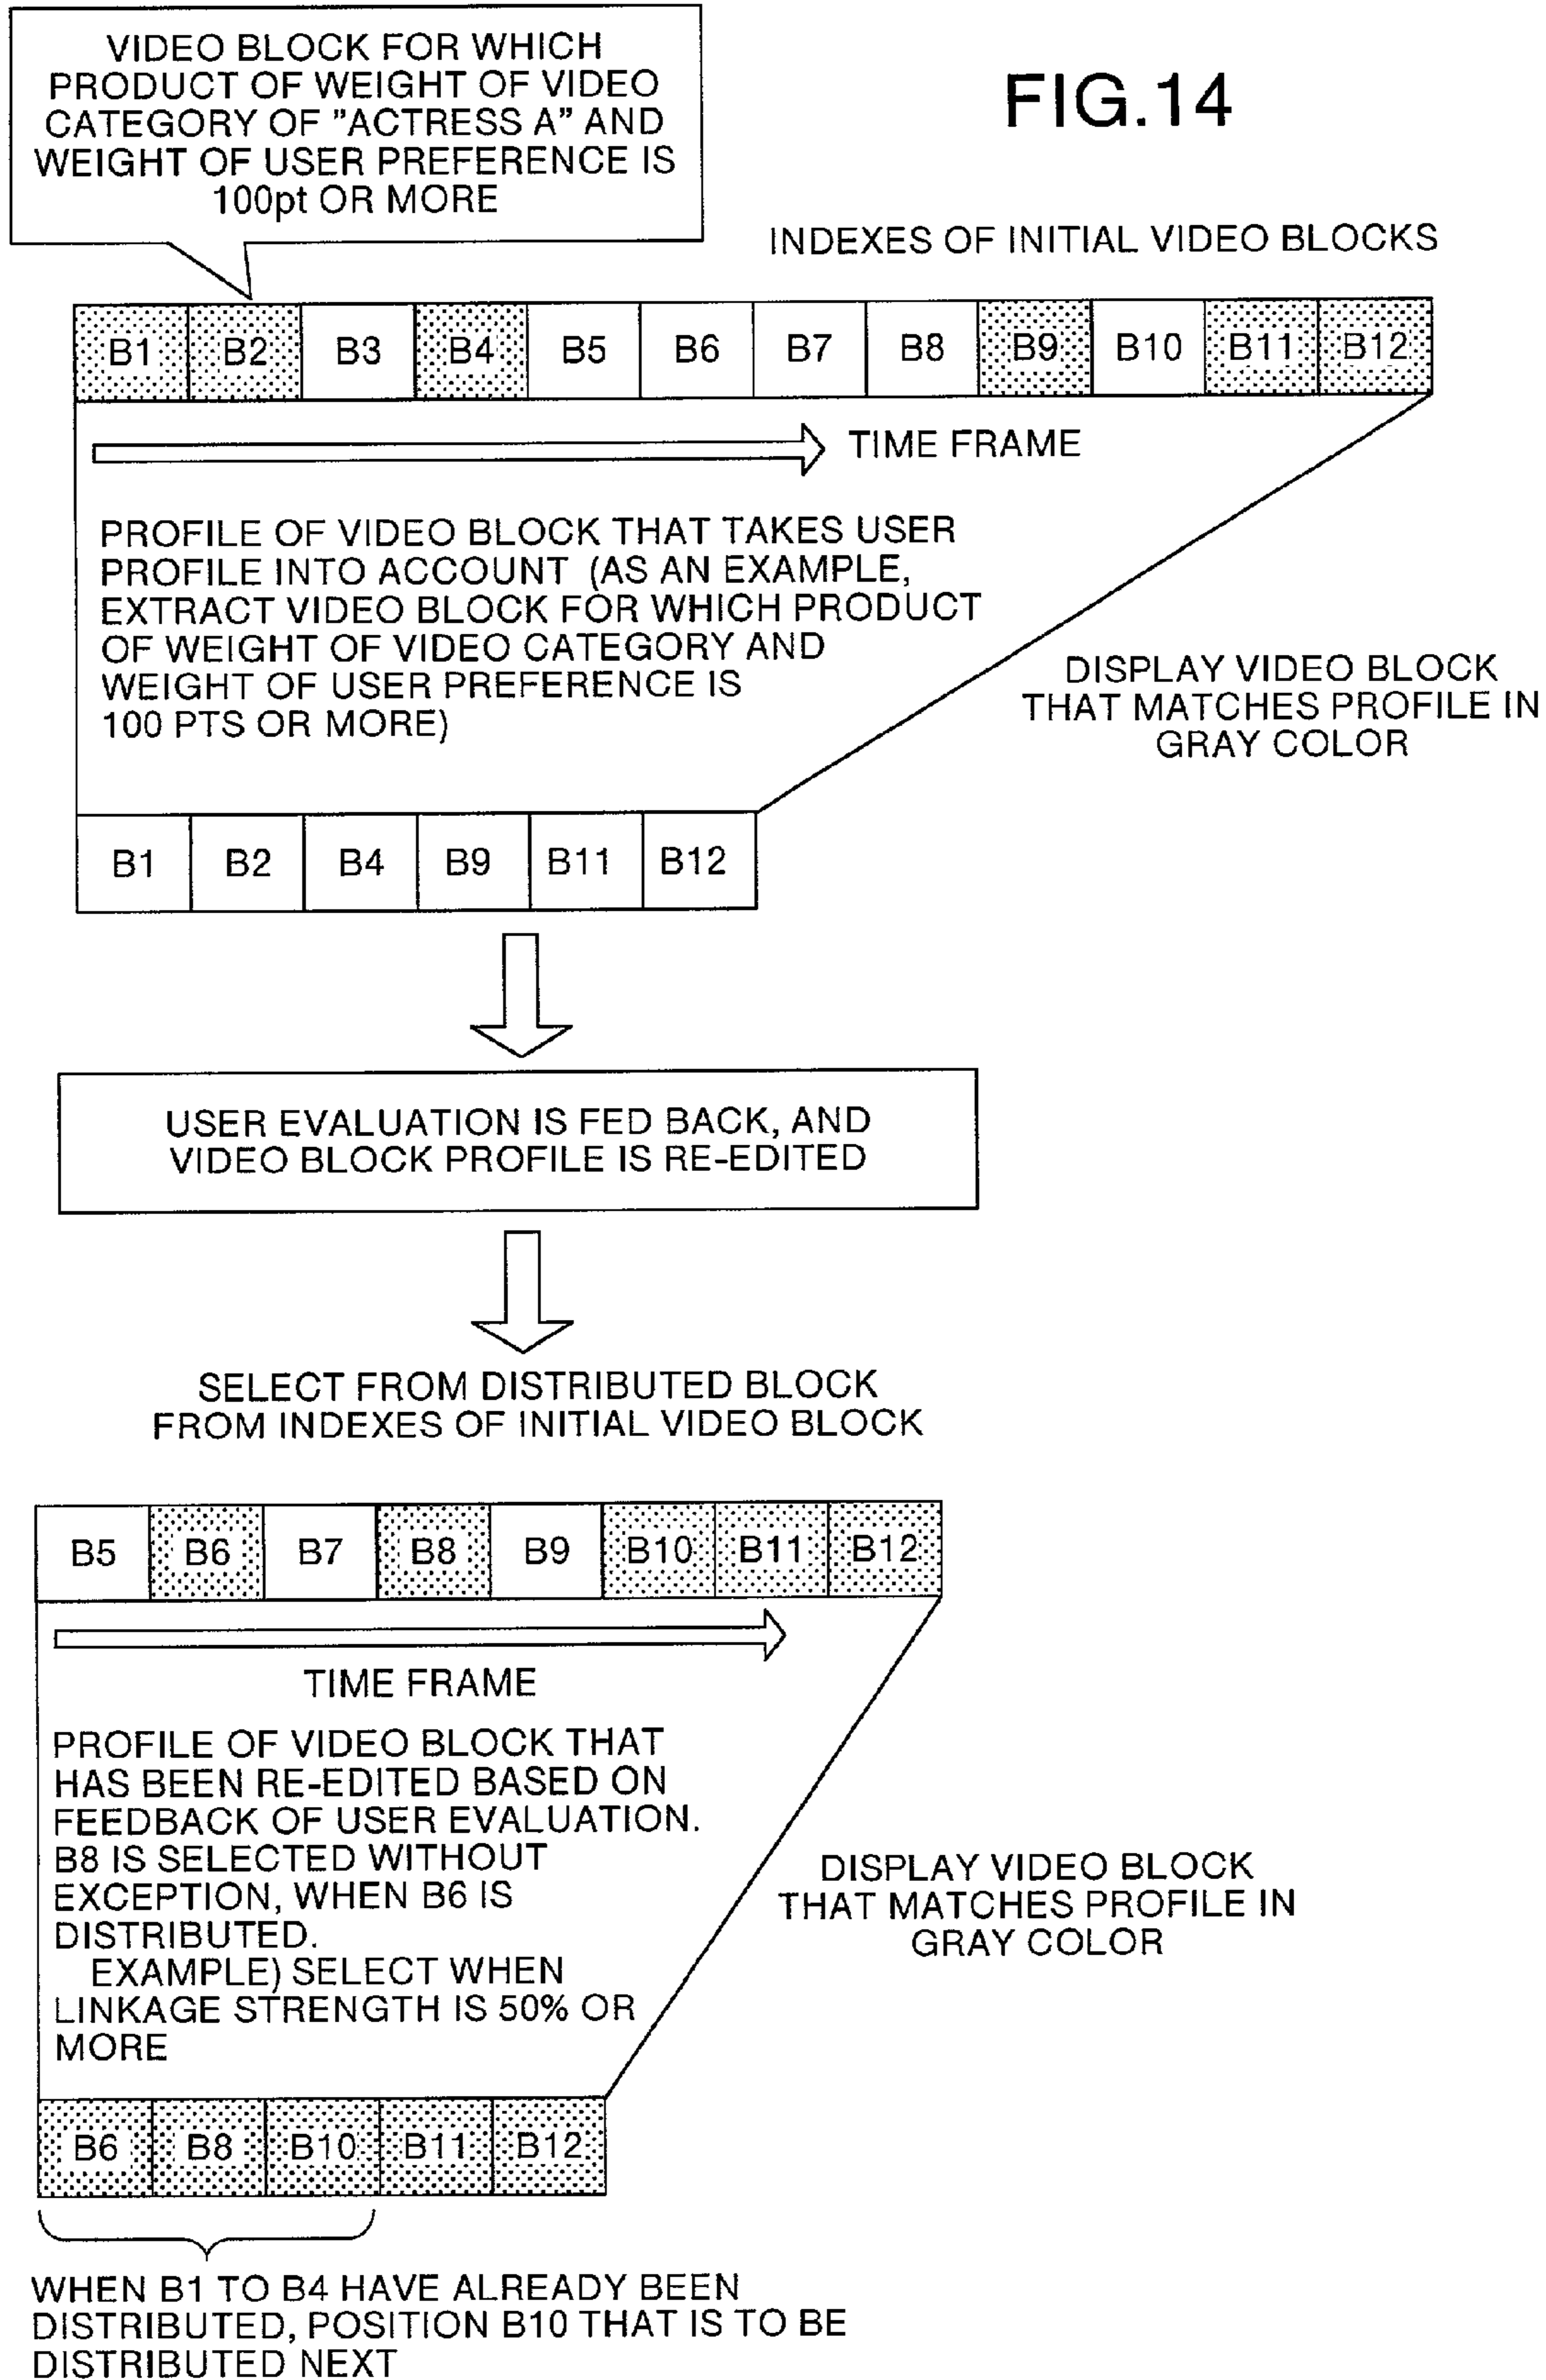 VIDEO BLOCK FOR WHICH
PRODUCT OF WEIGHT OF VIDEO
CATEGORY OF "ACTRESS A" AND
WEIGHT OF USER PREFERENCE IS
100pt OR MORE
FIG.14
INDEXES OF INITIAL VIDEO BLOCKS
B1 B2 B3 B4 B5 B6 B7 B8 B9 B10 B11 B12
TIME FRAME
PROFILE OF VIDEO BLOCK THAT TAKES USER
PROFILE INTO ACCOUNT (AS AN EXAMPLE,
EXTRACT VIDEO BLOCK FOR WHICH PRODUCT
OF WEIGHT OF VIDEO CATEGORY AND
WEIGHT OF USER PREFERENCE IS
100 PTS OR MORE)
DISPLAY VIDEO BLOCK
THAT MATCHES PROFILE IN
GRAY COLOR
B1 B2 B4 B9 B11 B12
USER EVALUATION IS FED BACK, AND
VIDEO BLOCK PROFILE IS RE-EDITED
SELECT FROM DISTRIBUTED BLOCK
FROM INDEXES OF INITIAL VIDEO BLOCK
B5 B6 B7 B8 B9 B10 B11 B12
TIME FRAME
PROFILE OF VIDEO BLOCK THAT
HAS BEEN RE-EDITED BASED ON
FEEDBACK OF USER EVALUATION.
B8 IS SELECTED WITHOUT
EXCEPTION, WHEN B6 IS
DISTRIBUTED.
EXAMPLE) SELECT WHEN
LINKAGE STRENGTH IS 50% OR
MORE
DISPLAY VIDEO BLOCK
THAT MATCHES PROFILE IN
GRAY COLOR
B6 B8 B10 B11 B12
WHEN B1 TO B4 HAVE ALREADY BEEN
DISTRIBUTED, POSITION B10 THAT IS TO BE
DISTRIBUTED NEXT